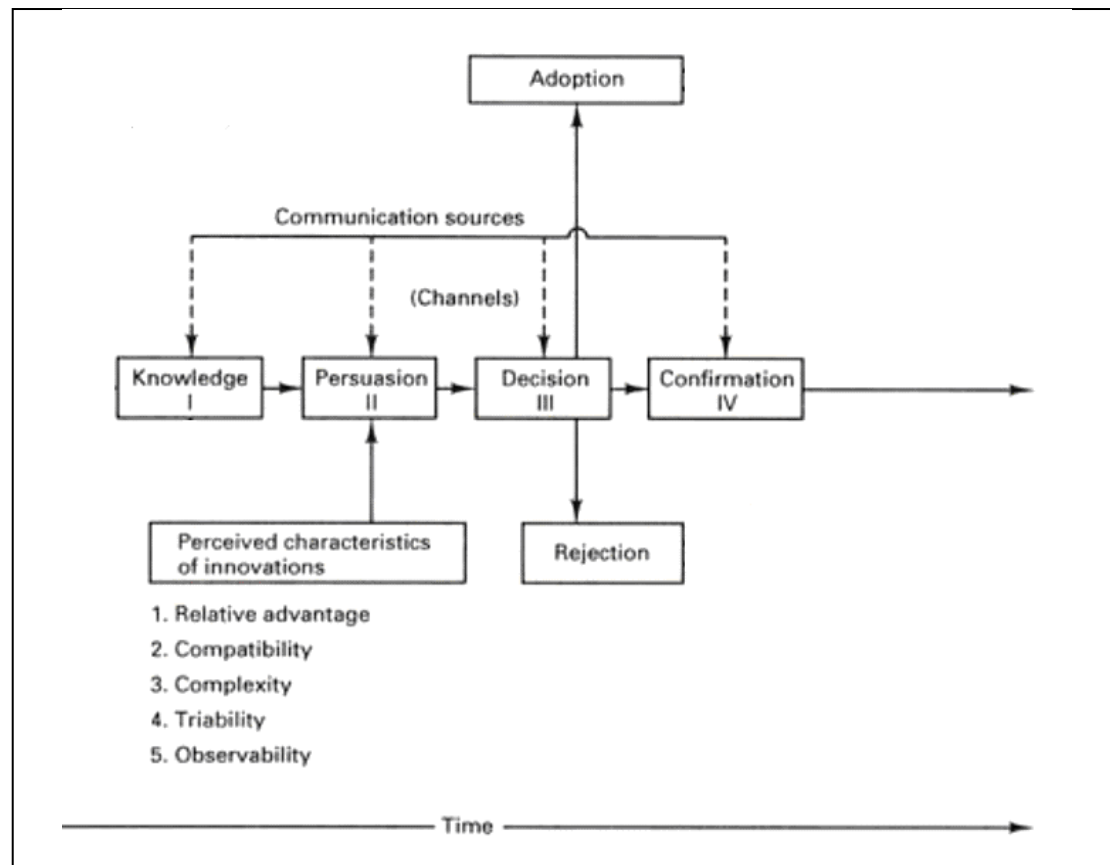 Adoption
Communication sources
(Channels)
Knowledge
I
Persuasion
II
Decision
III
Confirmation
IV
Perceived characteristics
of innovations
Rejection
1. Relative advantage
2. Compatibility
3. Complexity
4. Triability
5. Observability
Time